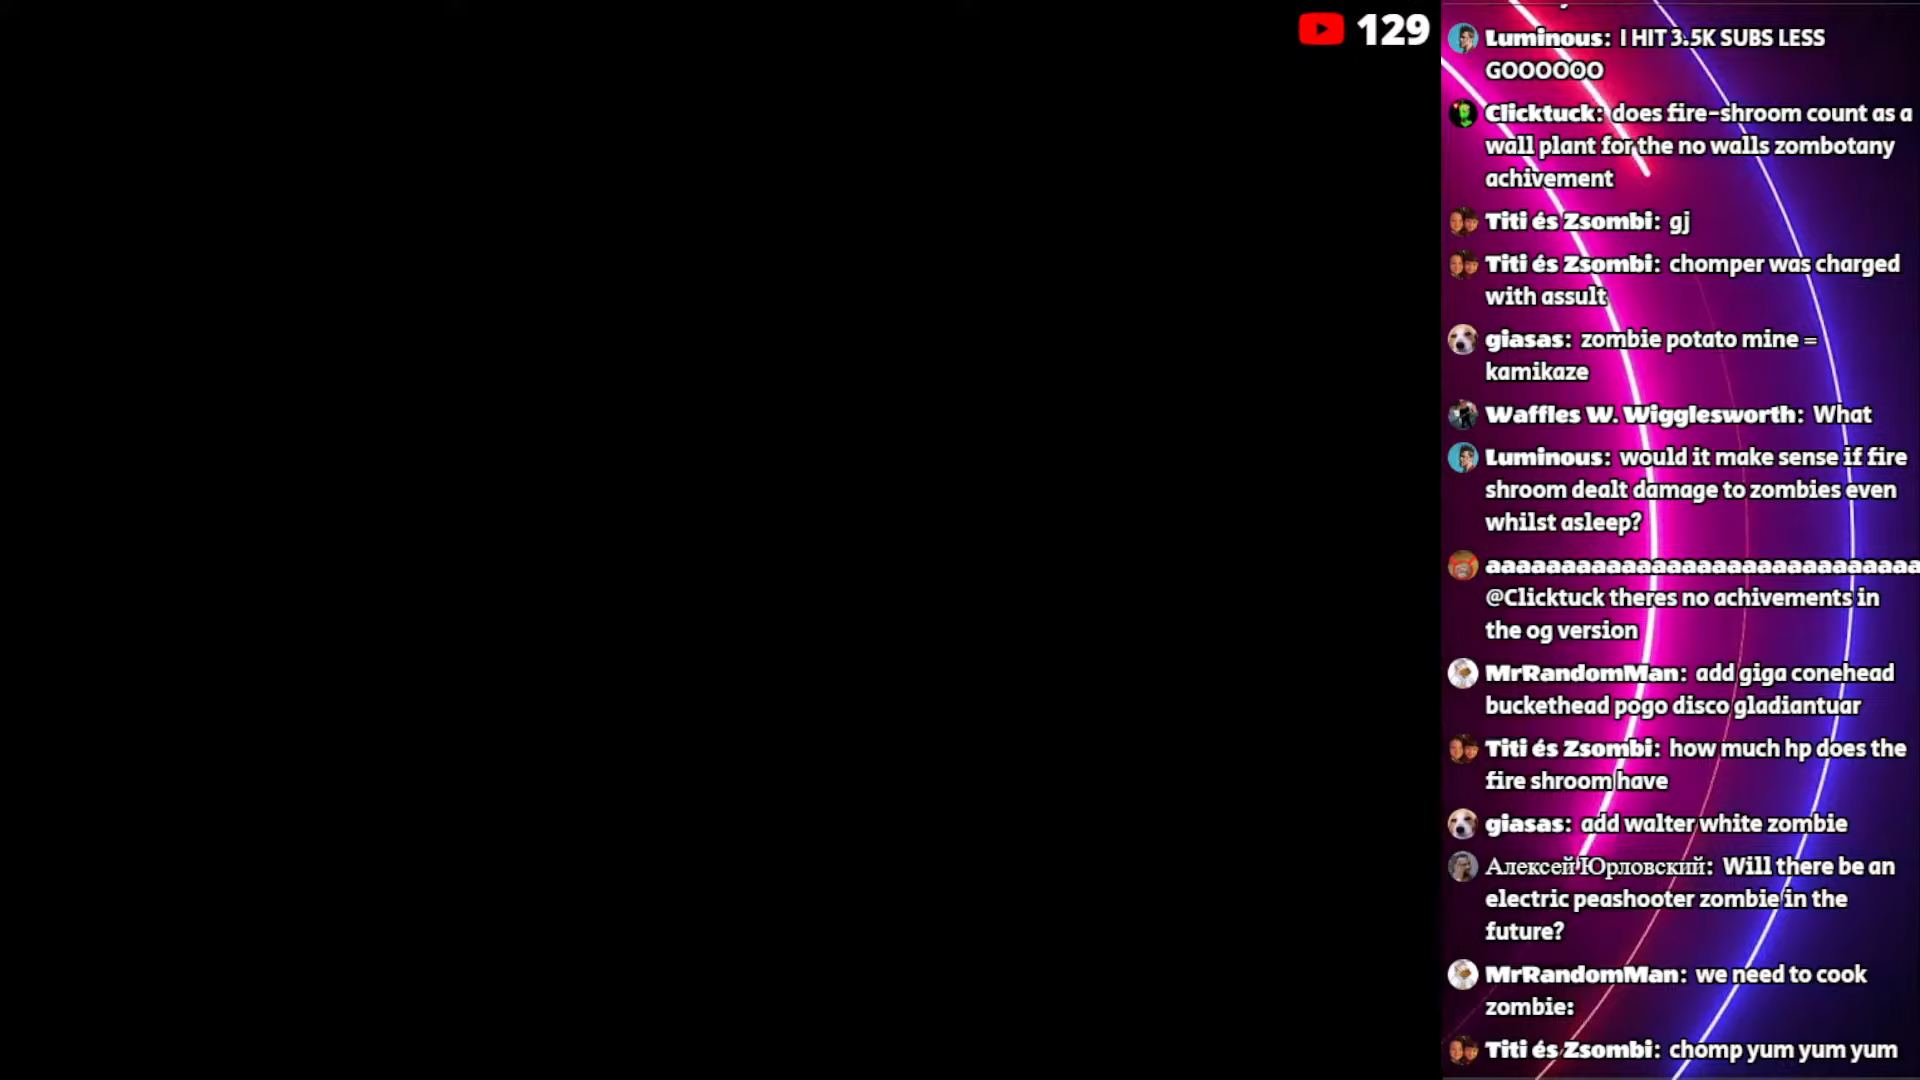 129
Luminous: I HIT 3.5K SUBS LESS
GOOOOOO
Clicktuck: does fire-shroom count as a
wall plant for the no walls zombotany
achivement
Titi és Zsombi: gj
Titi és Zsombi: chomper was charged
with assult
giasas: zombie potato mine =
kamikaze
Waffles W. Wigglesworth: What
Luminous: would it make sense if fire
shroom dealt damage to zombies even
whilst asleep?
aaaaaaaaaaaaaaaaaaaaaaaaaaaaa
@Clicktuck theres no achivements in
the og version
MrRandomMan: add giga conehead
buckethead pogo disco gladiantuar
Titi és Zsombi: how much hp does the
fire shroom have
giasas: add walter white zombie
Алексей Юрловский: Will there be an
electric peashooter zombie in the
future?
MrRandomMan: we need to cook
zombie:
Titi és Zsombi: chomp yum yum yum